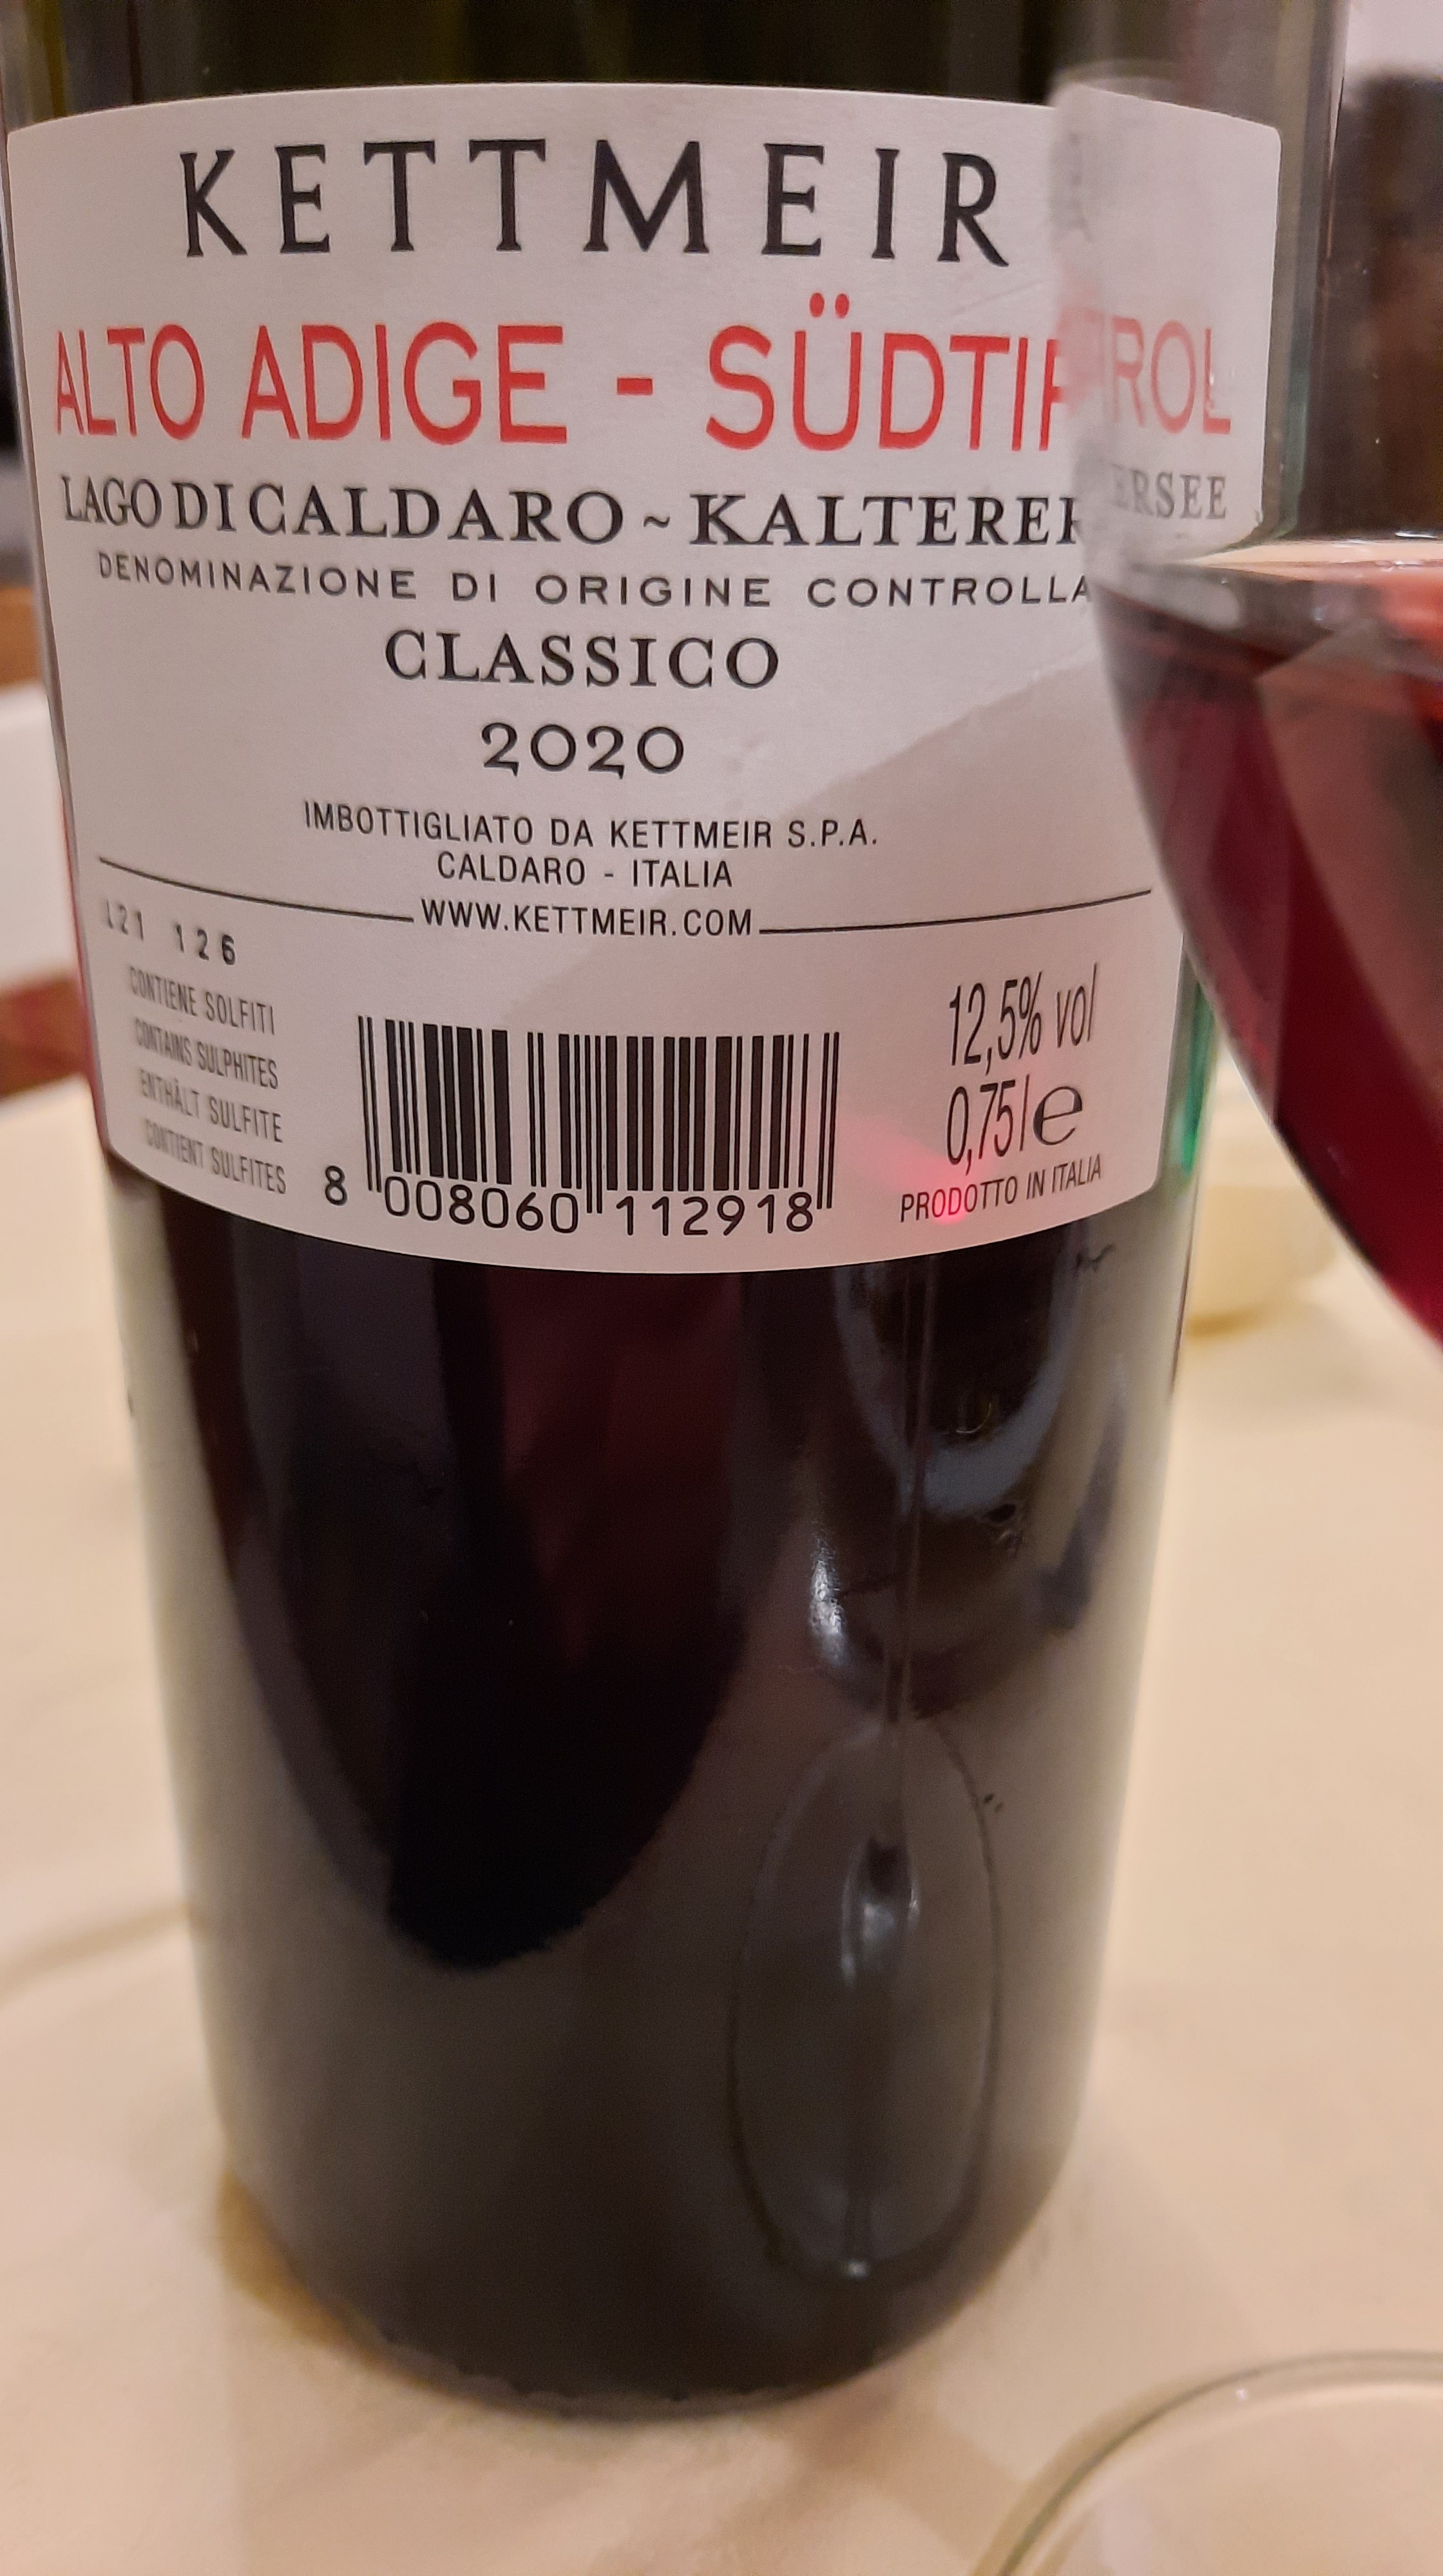 KETTMEIR
ALTO ADIGE - SÜDTIROL
LAGO DI CALDARO ~ KALTERERSEE
DENOMINAZIONE DI ORIGINE CONTROLLA
CLASSICO
2020
IMBOTTIGLIATO DA KETTMEIR S.P.A.
CALDARO - ITALIA
WWW.KETTMEIR.COM
L21 126
CONTIENE SOLFITI
CONTAINS SULPHITES
ENTHÄLT SULFITE
CONTIENT SULFITES
8 008060 112918
12,5% vol
0,75 l e
PRODOTTO IN ITALIA